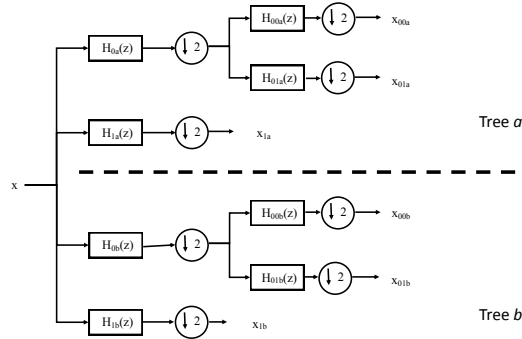 H₀₀ₐ(z) ↓ 2 x₀₀ₐ
H₀ₐ(z) ↓ 2
H₀₁ₐ(z) ↓ 2 x₀₁ₐ
H₁ₐ(z) ↓ 2 x₁ₐ
Tree a
x
H00b(z) ↓ 2 x00b
H0b(z) ↓ 2
H01b(z) ↓ 2 x01b
Tree b
H1b(z) ↓ 2 x1b